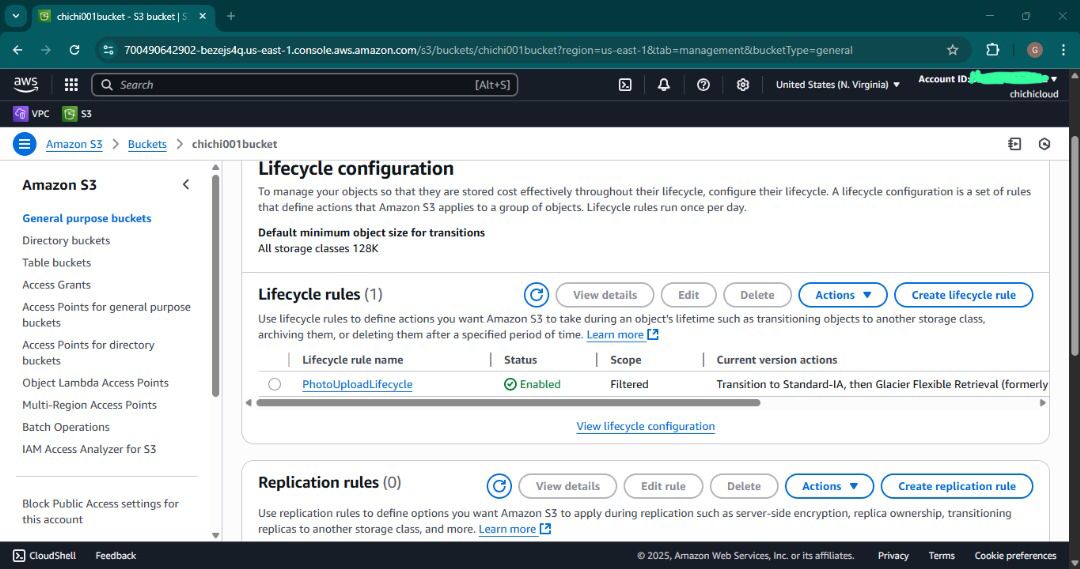 chichi001bucket - S3 bucket | S
700490642902-bezejs4q.us-east-1.console.aws.amazon.com/s3/buckets/chichi001bucket?region=us-east-1&tab=management&bucketType=general
G
aws
Search
[Alt+S]
United States (N. Virginia)
Account ID:
chichicloud
VPC
S3
Amazon S3
Buckets
chichi001bucket
Amazon S3
General purpose buckets
Directory buckets
Table buckets
Access Grants
Access Points for general purpose
buckets
Access Points for directory
buckets
Object Lambda Access Points
Multi-Region Access Points
Batch Operations
IAM Access Analyzer for S3
Block Public Access settings for
this account
Lifecycle configuration
To manage your objects so that they are stored cost effectively throughout their lifecycle, configure their lifecycle. A lifecycle configuration is a set of rules
that define actions that Amazon S3 applies to a group of objects. Lifecycle rules run once per day.
Default minimum object size for transitions
All storage classes 128K
Lifecycle rules (1)
View details
Edit
Delete
Actions
Create lifecycle rule
Use lifecycle rules to define actions you want Amazon S3 to take during an object's lifetime such as transitioning objects to another storage class,
archiving them, or deleting them after a specified period of time. Learn more
Lifecycle rule name
Status
Scope
Current version actions
PhotoUploadLifecycle
Enabled
Filtered
Transition to Standard-IA, then Glacier Flexible Retrieval (formerly
View lifecycle configuration
Replication rules (0)
View details
Edit rule
Delete
Actions
Create replication rule
Use replication rules to define options you want Amazon S3 to apply during replication such as server-side encryption, replica ownership, transitioning
replicas to another storage class, and more. Learn more
CloudShell
Feedback
© 2025, Amazon Web Services, Inc. or its affiliates.
Privacy
Terms
Cookie preferences